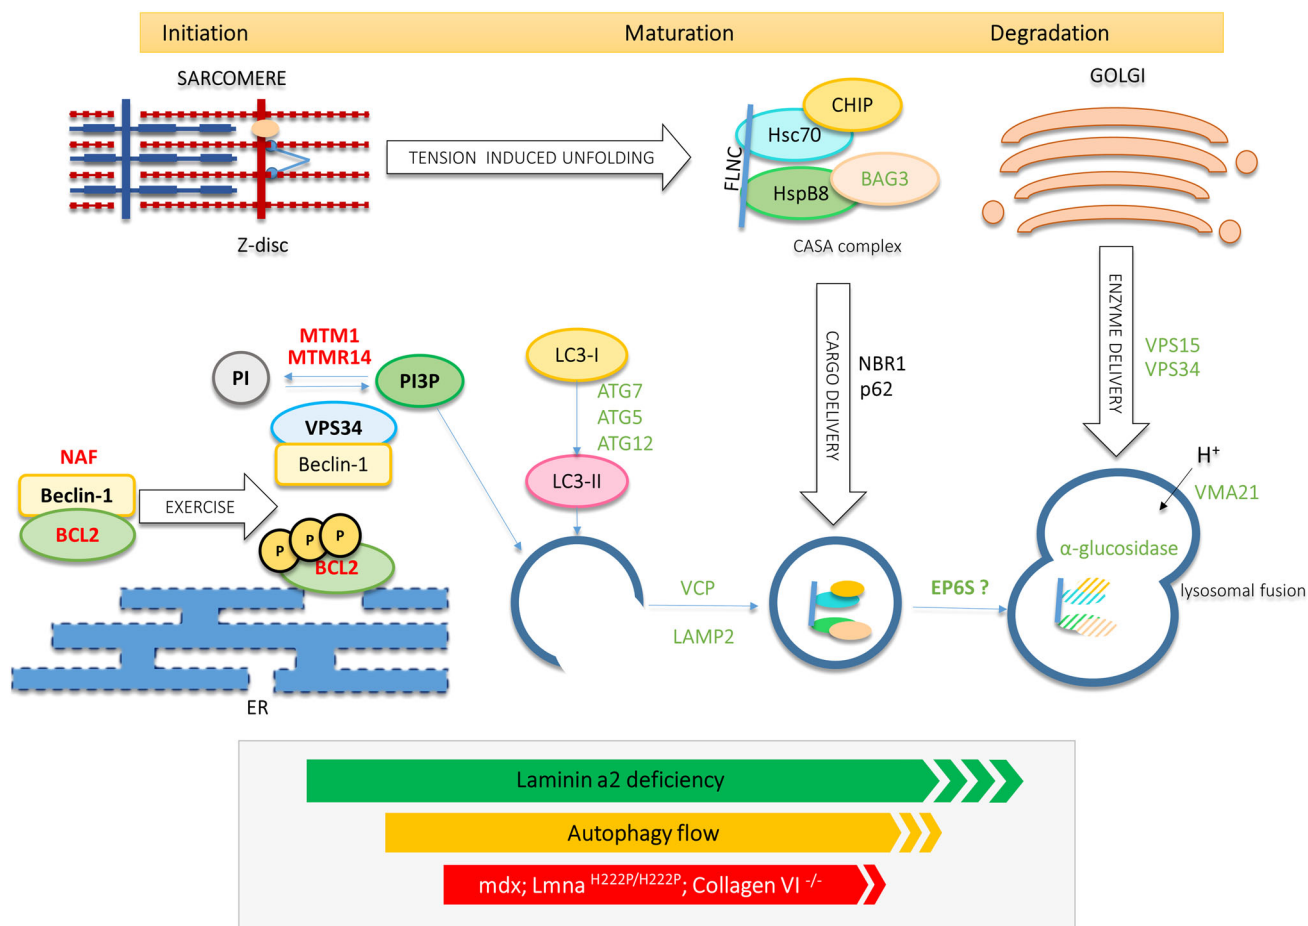 Initiation
Maturation
Degradation
SARCOMERE
GOLGI
CHIP
Hsc70
TENSION INDUCED UNFOLDING
FLNC
BAG3
HspB8
Z-disc
CASA complex
MTM1
MTMR14
PI
PI3P
VPS34
Beclin-1
NAF
Beclin-1
BCL2
EXERCISE
P
P
P
BCL2
ER
LC3-I
ATG7
ATG5
ATG12
LC3-II
CARGO DELIVERY
NBR1
p62
ENZYME DELIVERY
VPS15
VPS34
H+
VMA21
α-glucosidase
lysosomal fusion
VCP
LAMP2
EP6S ?
Laminin a2 deficiency
Autophagy flow
mdx; Lmna H222P/H222P; Collagen VI -/-